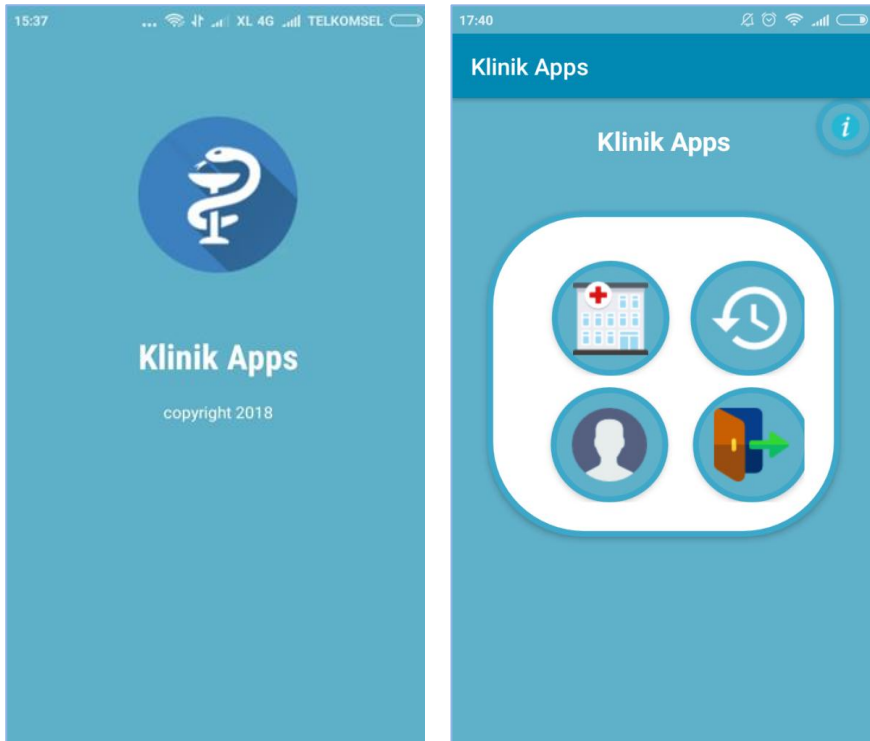 15:37 ... XL 4G TELKOMSEL
Klinik Apps
copyright 2018
17:40
Klinik Apps
Klinik Apps
i